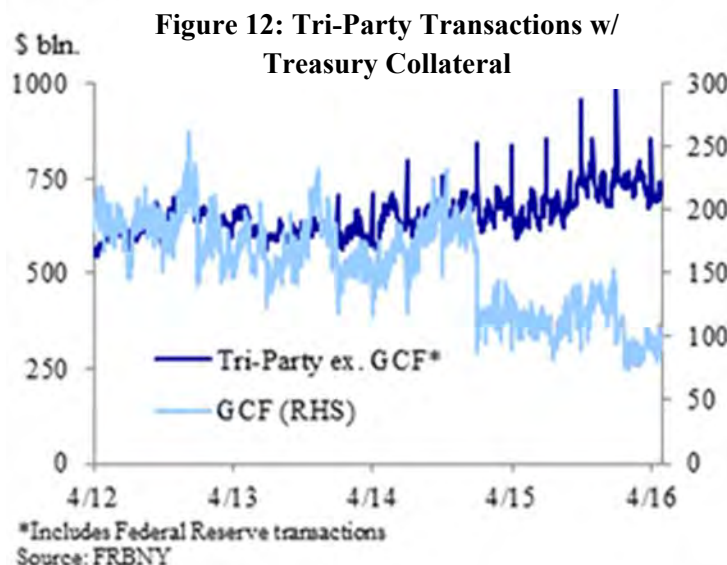 Figure 12: Tri-Party Transactions w/
Treasury Collateral
$ bln.
1000
750
500
250
0
300
250
200
150
100
50
0
Tri-Party ex. GCF*
GCF (RHS)
4/12 4/13 4/14 4/15 4/16
*Includes Federal Reserve transactions
Source: FRBNY